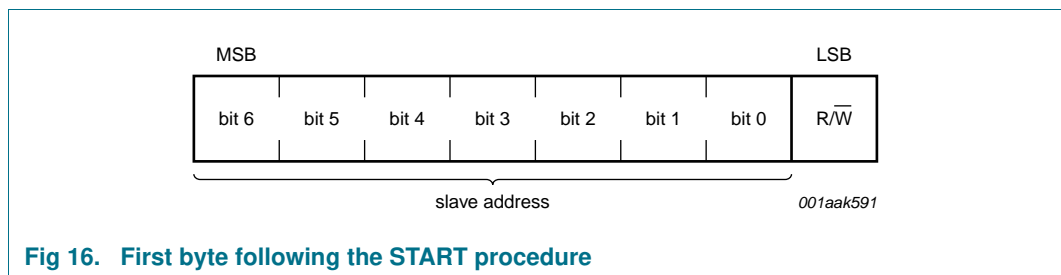 MSB LSB
bit 6 bit 5 bit 4 bit 3 bit 2 bit 1 bit 0 R/W̅
slave address 001aak591
Fig 16. First byte following the START procedure